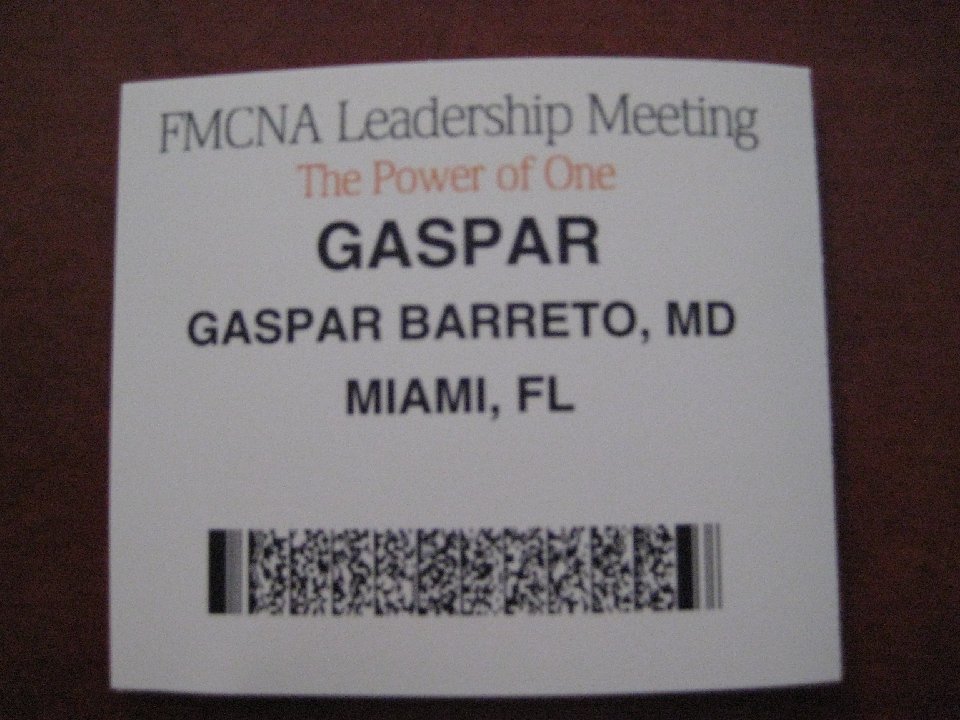 FMCNA Leadership Meeting
The Power of One
GASPAR
GASPAR BARRETO, MD
MIAMI, FL